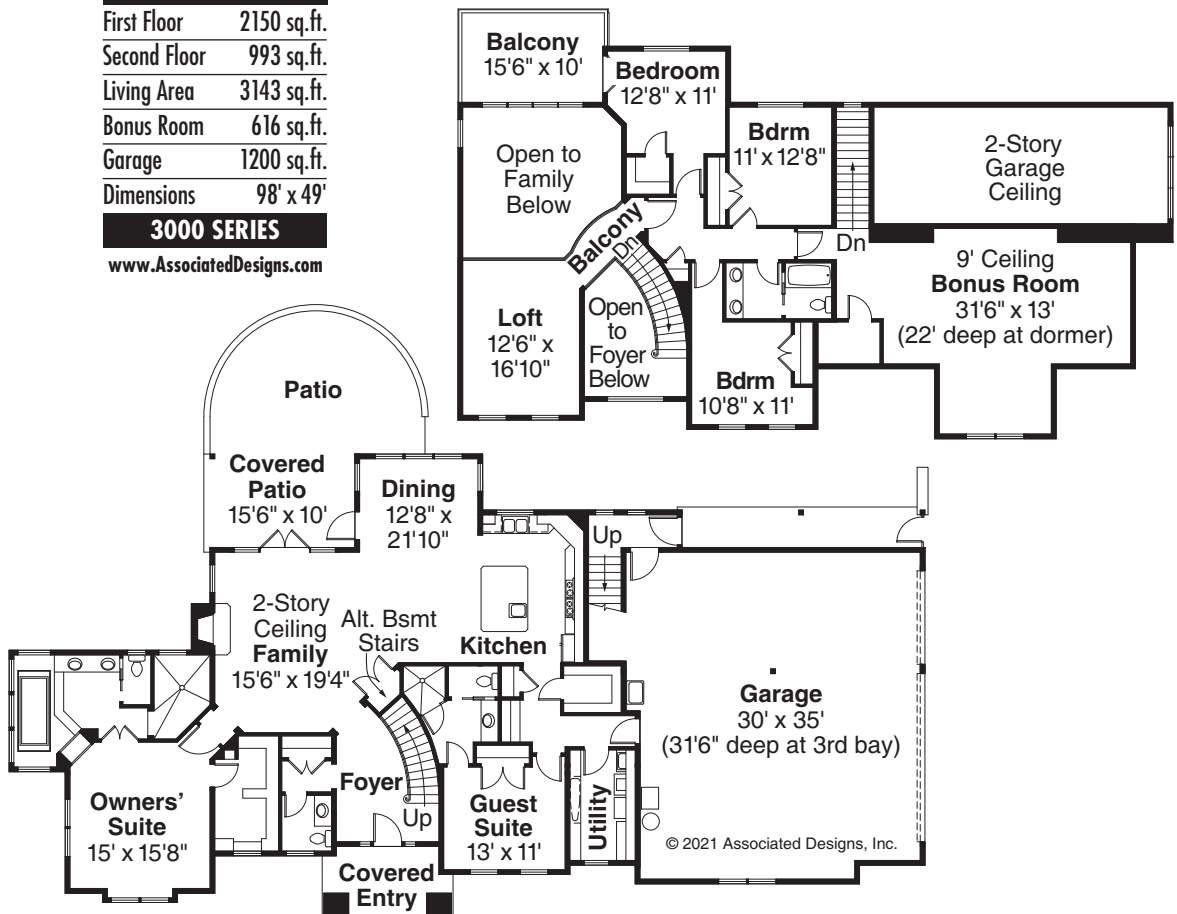 First Floor 2150 sq.ft.
Second Floor 993 sq.ft.
Living Area 3143 sq.ft.
Bonus Room 616 sq.ft.
Garage 1200 sq.ft.
Dimensions 98' x 49'
3000 SERIES
www.AssociatedDesigns.com
Balcony
15'6" x 10'
Bedroom
12'8" x 11'
Bdrm
11' x 12'8"
2-Story
Garage
Ceiling
Open to
Family
Below
Balcony
Dn
Dn
9' Ceiling
Bonus Room
31'6" x 13'
(22' deep at dormer)
Loft
12'6" x
16'10"
Open
to
Foyer
Below
Bdrm
10'8" x 11'
Patio
Covered
Patio
15'6" x 10'
Dining
12'8" x
21'10"
Up
2-Story
Ceiling
Family
15'6" x 19'4"
Alt. Bsmt
Stairs
Kitchen
Garage
30' x 35'
(31'6" deep at 3rd bay)
Owners'
Suite
15' x 15'8"
Foyer
Up
Guest
Suite
13' x 11'
Utility
© 2021 Associated Designs, Inc.
Covered
Entry